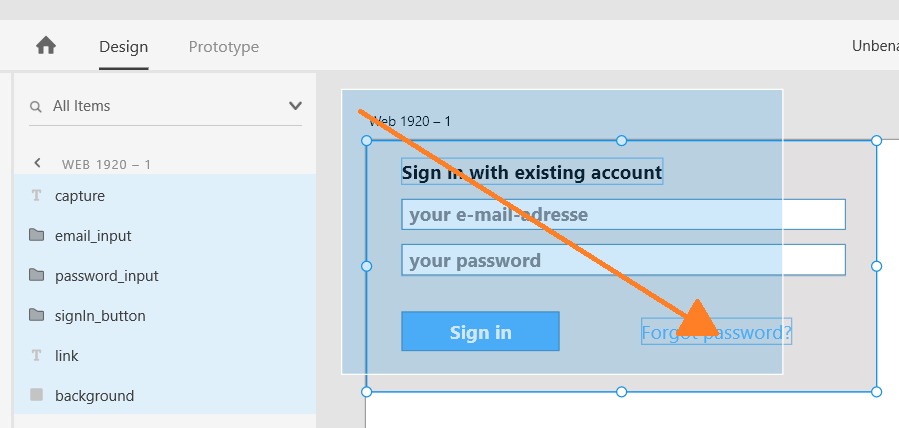 Design Prototype Unbena
All Items
WEB 1920 – 1
capture
email_input
password_input
signIn_button
link
background
Web 1920 – 1
Sign in with existing account
your e-mail-adresse
your password
Sign in Forgot password?